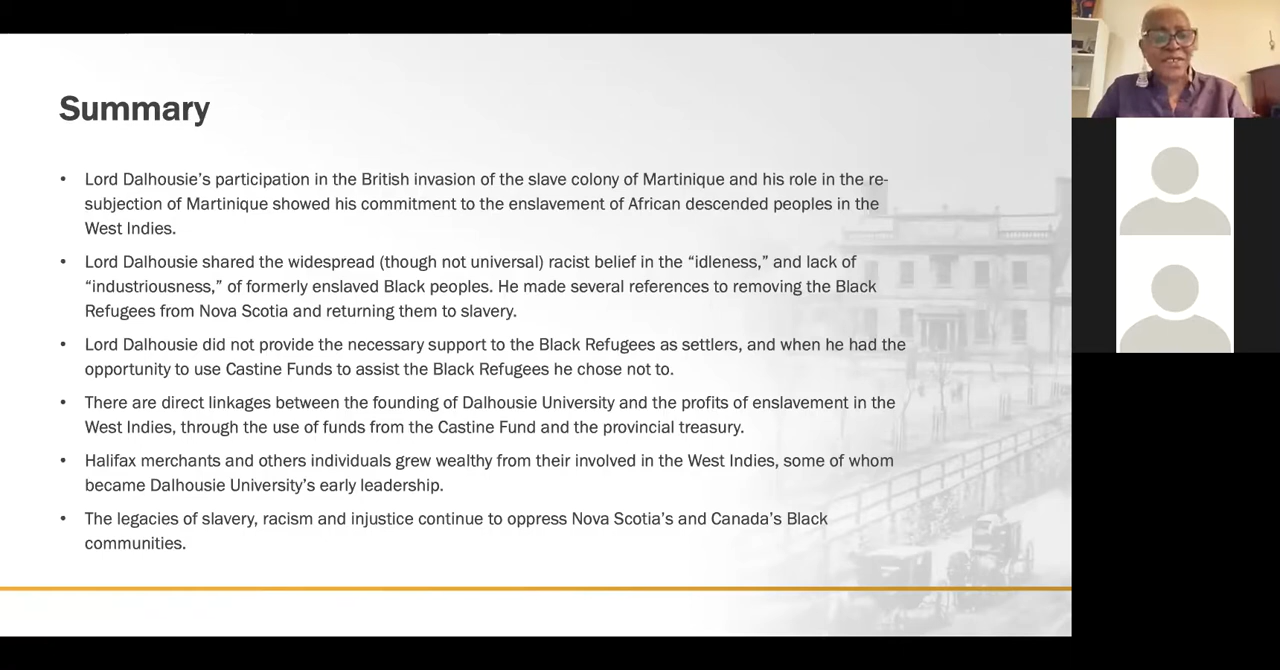 Summary
• Lord Dalhousie’s participation in the British invasion of the slave colony of Martinique and his role in the re-
subjection of Martinique showed his commitment to the enslavement of African descended peoples in the
West Indies.
• Lord Dalhousie shared the widespread (though not universal) racist belief in the “idleness,” and lack of
“industriousness,” of formerly enslaved Black peoples. He made several references to removing the Black
Refugees from Nova Scotia and returning them to slavery.
• Lord Dalhousie did not provide the necessary support to the Black Refugees as settlers, and when he had the
opportunity to use Castine Funds to assist the Black Refugees he chose not to.
• There are direct linkages between the founding of Dalhousie University and the profits of enslavement in the
West Indies, through the use of funds from the Castine Fund and the provincial treasury.
• Halifax merchants and others individuals grew wealthy from their involved in the West Indies, some of whom
became Dalhousie University’s early leadership.
• The legacies of slavery, racism and injustice continue to oppress Nova Scotia’s and Canada’s Black
communities.